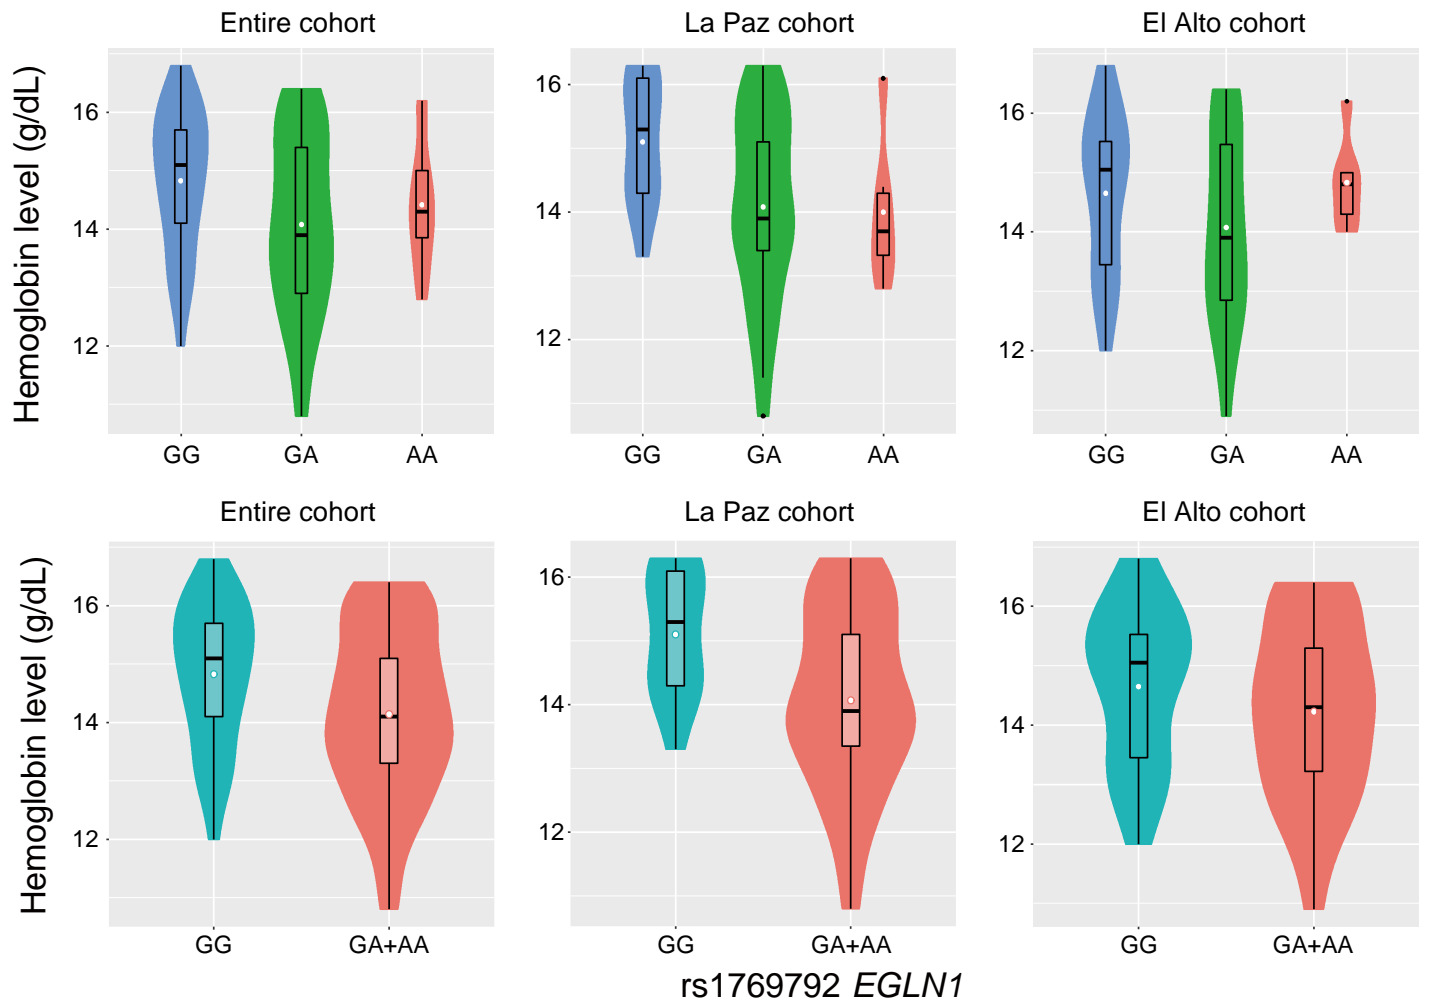 Entire cohort
La Paz cohort
El Alto cohort
Hemoglobin level (g/dL)
16
14
12
GG
GA
AA
16
14
12
GG
GA
AA
16
14
12
GG
GA
AA
Entire cohort
La Paz cohort
El Alto cohort
Hemoglobin level (g/dL)
16
14
12
GG
GA+AA
16
14
12
GG
GA+AA
16
14
12
GG
GA+AA
rs1769792 EGLN1